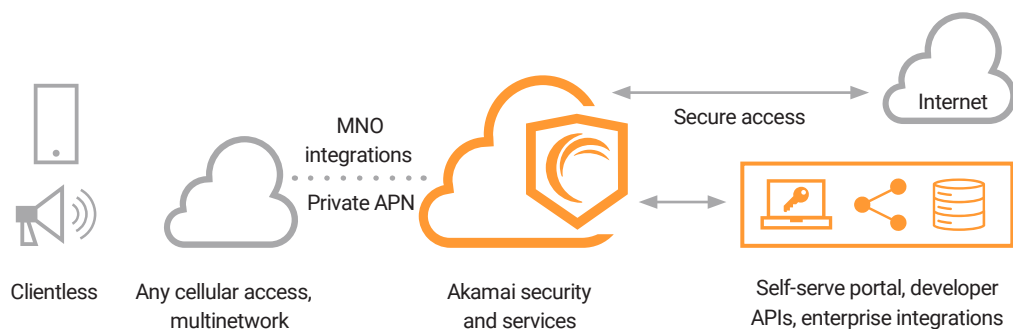 MNO
integrations
Private APN
Secure access
Internet
Clientless
Any cellular access,
multinetwork
Akamai security
and services
Self-serve portal, developer
APIs, enterprise integrations